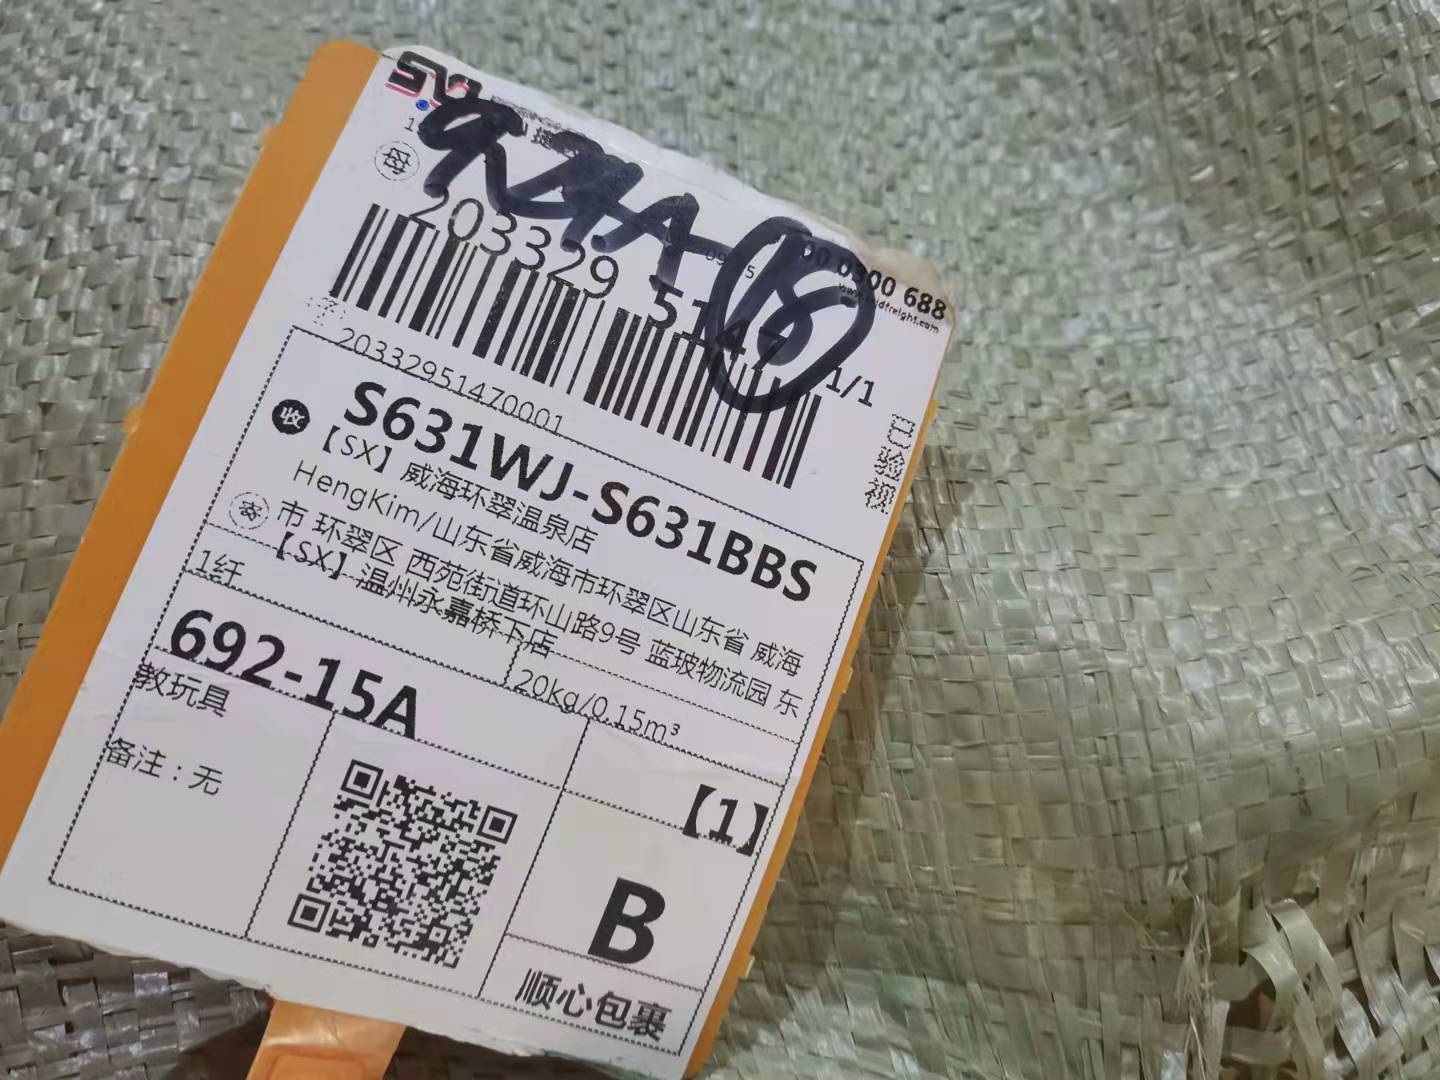 母
203329 5147 1/1
00 0300 688
子
20332951470001
已验视
S631WJ-S631BBS
收
【SX】威海环翠温泉店
HengKim/山东省威海市环翠区山东省 威海
市 环翠区 西苑街道环山路9号 蓝玻物流园 东
寄
【SX】温州永嘉桥下店
1纤
20kg/0.15m³
692-15A
教玩具
备注：无
【1】
B
顺心包裹